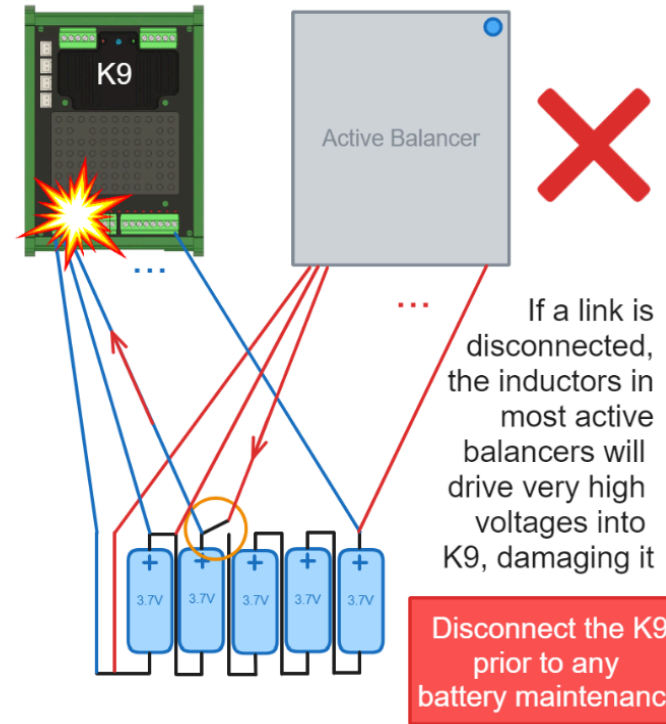 K9
Active Balancer
...
...
If a link is
disconnected,
the inductors in
most active
balancers will
drive very high
voltages into
K9, damaging it
+ + + + +
3.7V 3.7V 3.7V 3.7V 3.7V
Disconnect the K9
prior to any
battery maintenanc